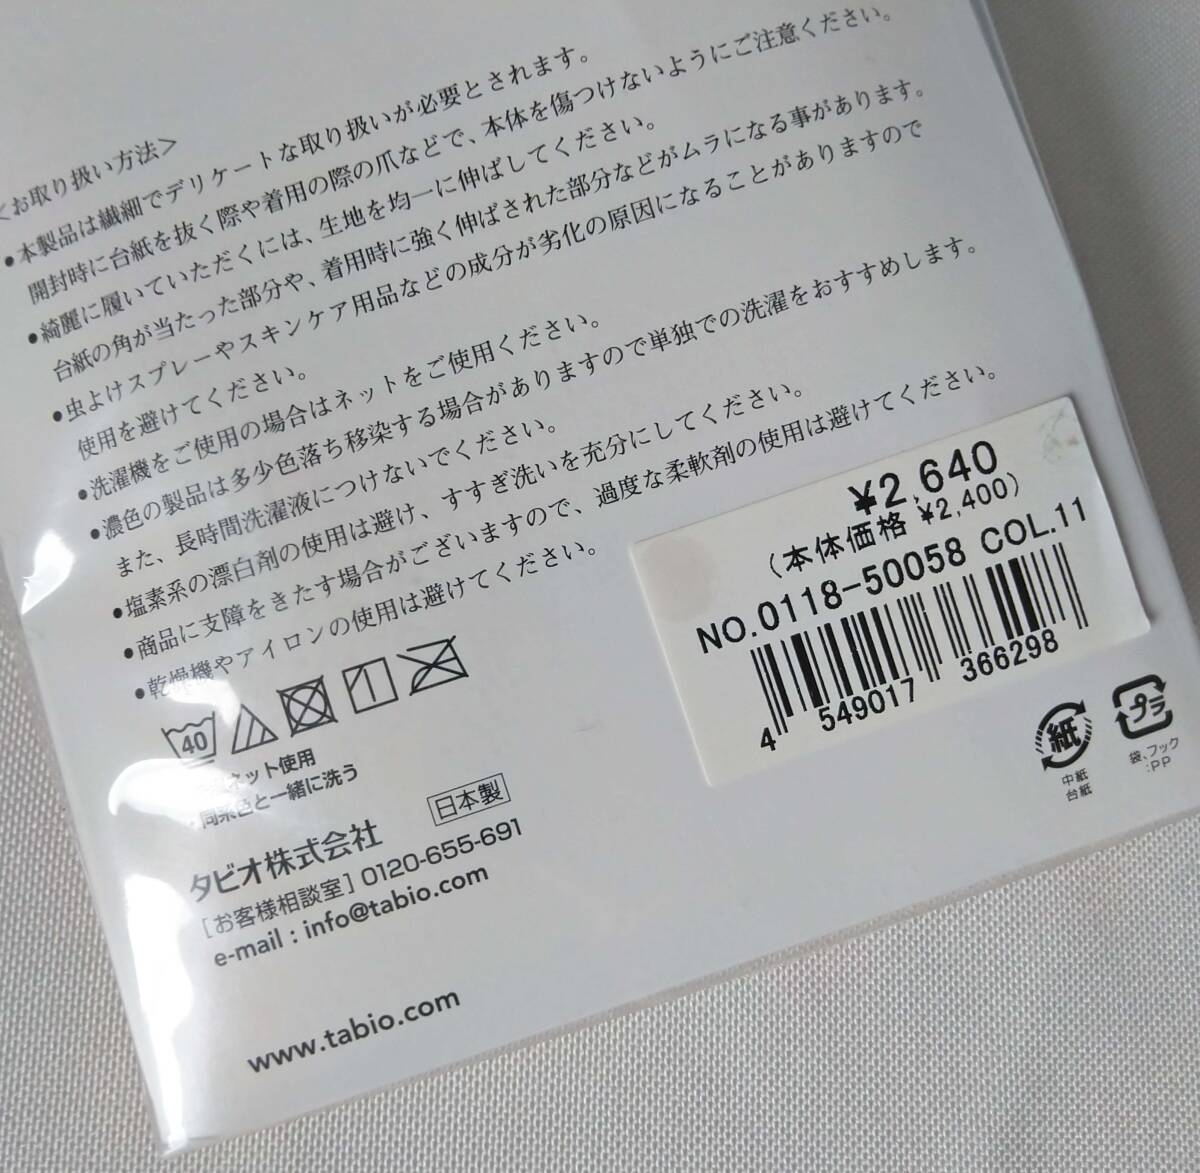 <お取り扱い方法>
●本製品は繊細でデリケートな取り扱いが必要とされます。
開封時に台紙を抜く際や着用の際の爪などで、本体を傷つけないようにご注意ください。
●綺麗に履いていただくには、生地を均一に伸ばしてください。
台紙の角が当たった部分や、着用時に強く伸ばされた部分などがムラになる事があります。
●虫よけスプレーやスキンケア用品などの成分が劣化の原因になることがありますので
使用を避けてください。
●洗濯機をご使用の場合はネットをご使用ください。
●濃色の製品は多少色落ち移染する場合がありますので単独での洗濯をおすすめします。
また、長時間洗濯液につけないでください。
●塩素系の漂白剤の使用は避け、すすぎ洗いを充分にしてください。
●商品に支障をきたす場合がございますので、過度な柔軟剤の使用は避けてください。
●乾燥機やアイロンの使用は避けてください。
40
ネット使用
同系色と一緒に洗う
日本製
タビオ株式会社
[お客様相談室] 0120-655-691
e-mail : info@tabio.com
www.tabio.com
¥2,640
(本体価格 ¥2,400)
NO.0118-50058 COL.11
4 549017 366298
紙
中紙
台紙
プラ
袋、フック
:PP